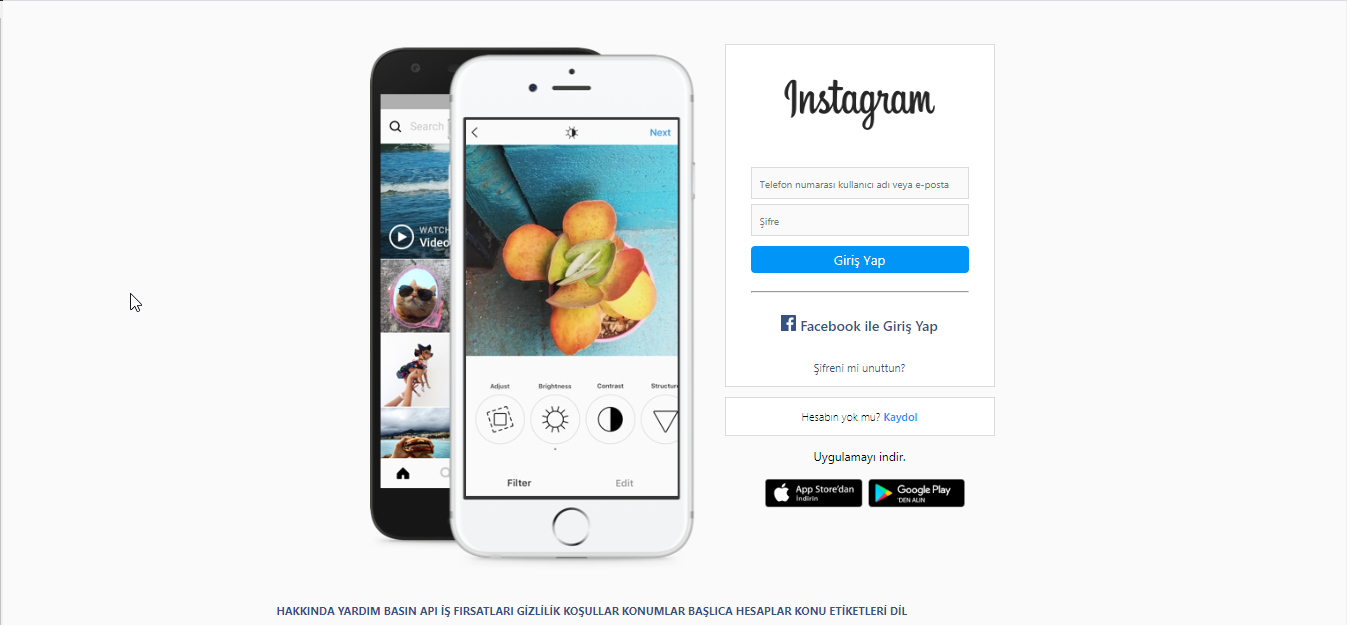 Search
WATCH
Video
Next
Adjust Brightness Contrast Structur
Filter Edit
Instagram
Telefon numarası kullanıcı adı veya e-posta
Şifre
Giriş Yap
Facebook ile Giriş Yap
Şifreni mi unuttun?
Hesabın yok mu? Kaydol
Uygulamayı indir.
App Store'dan
İndirin
Google Play
'DEN ALIN
HAKKINDA YARDIM BASIN API İŞ FIRSATLARI GİZLİLİK KOŞULLAR KONUMLAR BAŞLICA HESAPLAR KONU ETİKETLERİ DİL